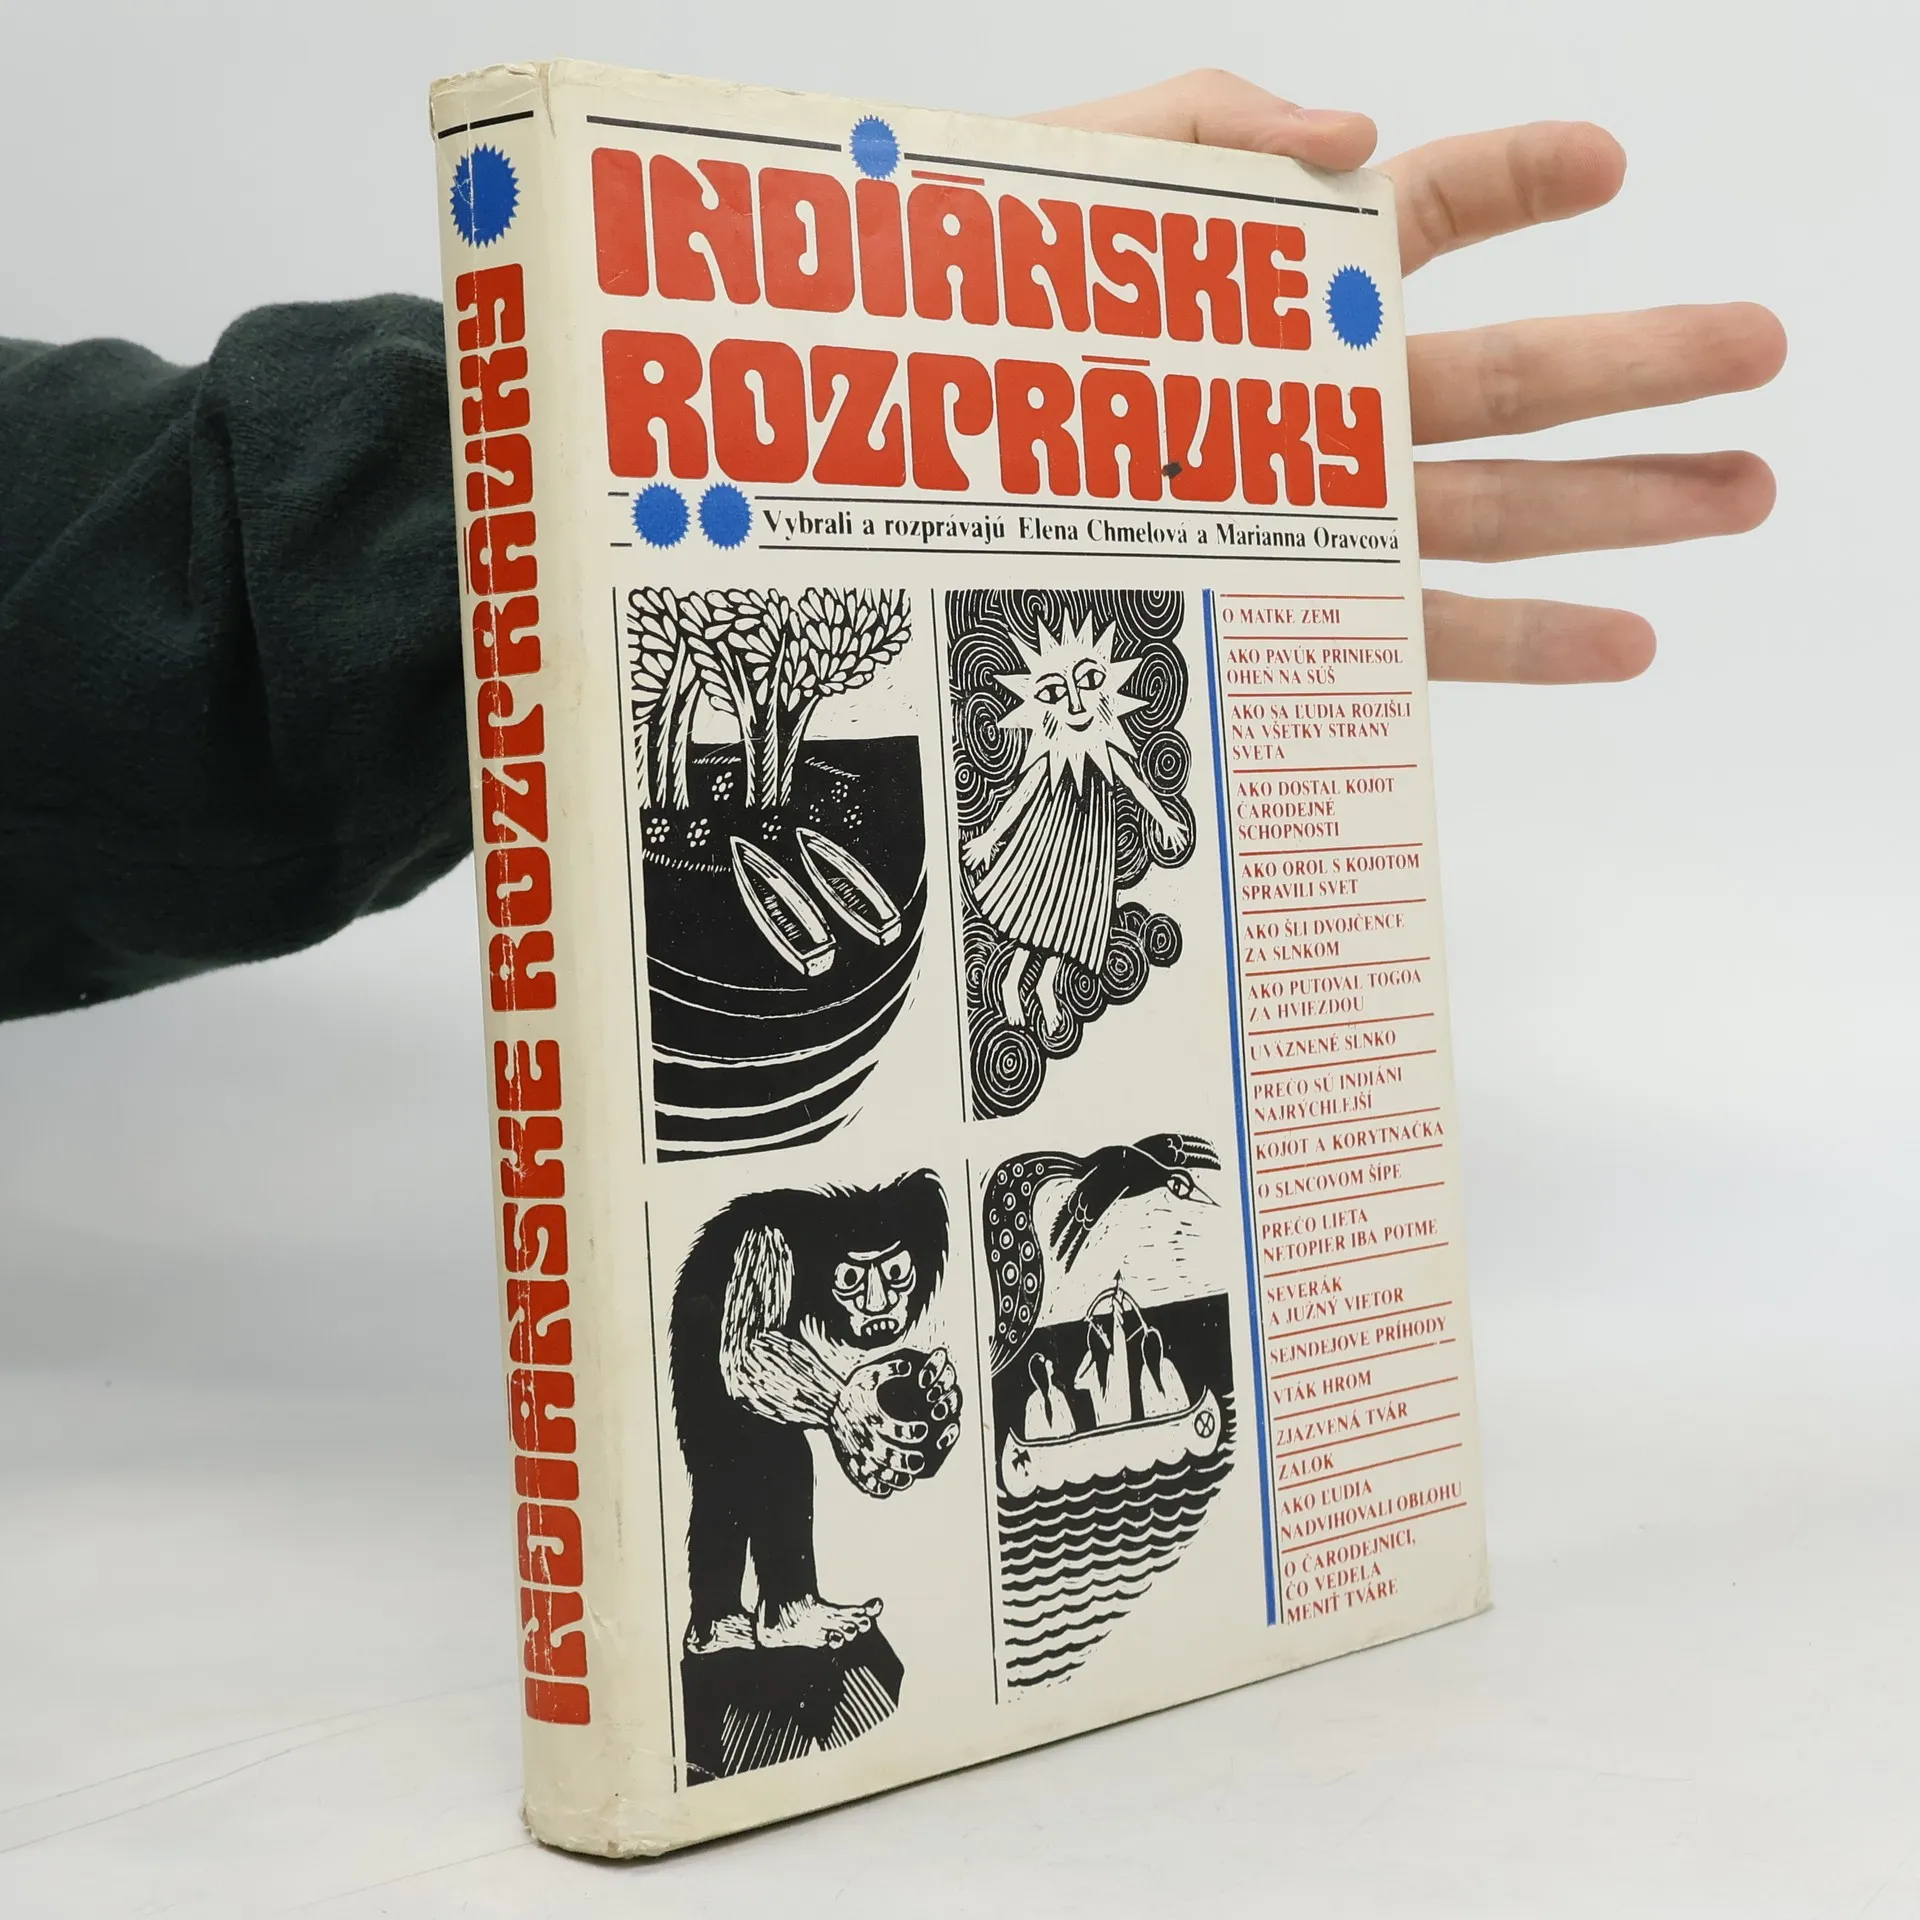 INDIÁNSKE ROZPRÁVKY
INDIÁNSKE
ROZPRÁVKY
Vybrali a rozprávajú Elena Chmelová a Marianna Oravcová
O MATKE ZEMI
AKO PAVÚK PRINIESOL
OHEŇ NA SÚŠ
AKO SA ĽUDIA ROZIŠLI
NA VŠETKY STRANY
SVETA
AKO DOSTAL KOJOT
ČARODEJNÉ
SCHOPNOSTI
AKO OROL S KOJOTOM
SPRAVILI SVET
AKO ŠLI DVOJČENCE
ZA SLNKOM
AKO PUTOVAL TOGOA
ZA HVIEZDOU
UVÄZNENÉ SLNKO
PREČO SÚ INDIÁNI
NAJRÝCHLEJŠÍ
KOJOT A KORYTNAČKA
O SLNCOVOM ŠÍPE
PREČO LIETA
NETOPIER IBA POTME
SEVERÁK
A JUŽNÝ VIETOR
SEJNDEJOVE PRÍHODY
VTÁK HROM
ZJAZVENÁ TVÁR
ZALOK
AKO ĽUDIA
NADVIHOVALI OBLOHU
O ČARODEJNICI,
ČO VEDELA
MENIŤ TVÁRE